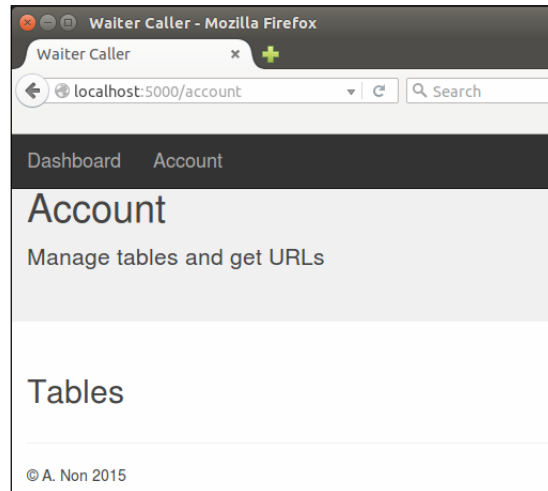 Waiter Caller - Mozilla Firefox
Waiter Caller
localhost:5000/account Search
Dashboard Account
Account
Manage tables and get URLs
Tables
© A. Non 2015